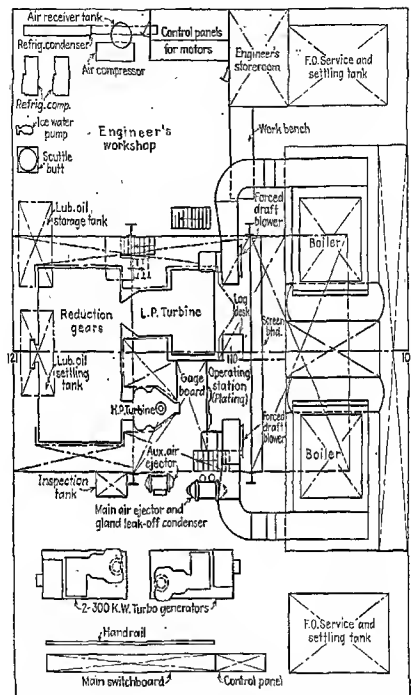 Air receiver tank
Refrig. condenser
Control panels
for motors
Air compressor
Engineer's
storeroom
F.O. Service and
settling tank
Refrig. comp.
Ice water
pump
Engineer's
workshop
Work bench
Scuttle
butt
Forced
draft
blower
Boiler
Lub. oil
storage tank
Log
desk
Screen bhd.
Reduction
gears
L.P. Turbine
12
10
Lub. oil
settling
tank
Gage
board
Operating
station
(Plating)
H.P. Turbine
Forced
draft
blower
Aux. air
ejector
Boiler
Inspection
tank
Main air ejector and
gland leak-off condenser
2-300 K.W. Turbo generators
Handrail
F.O. Service and
settling tank
Main switchboard
Control panel